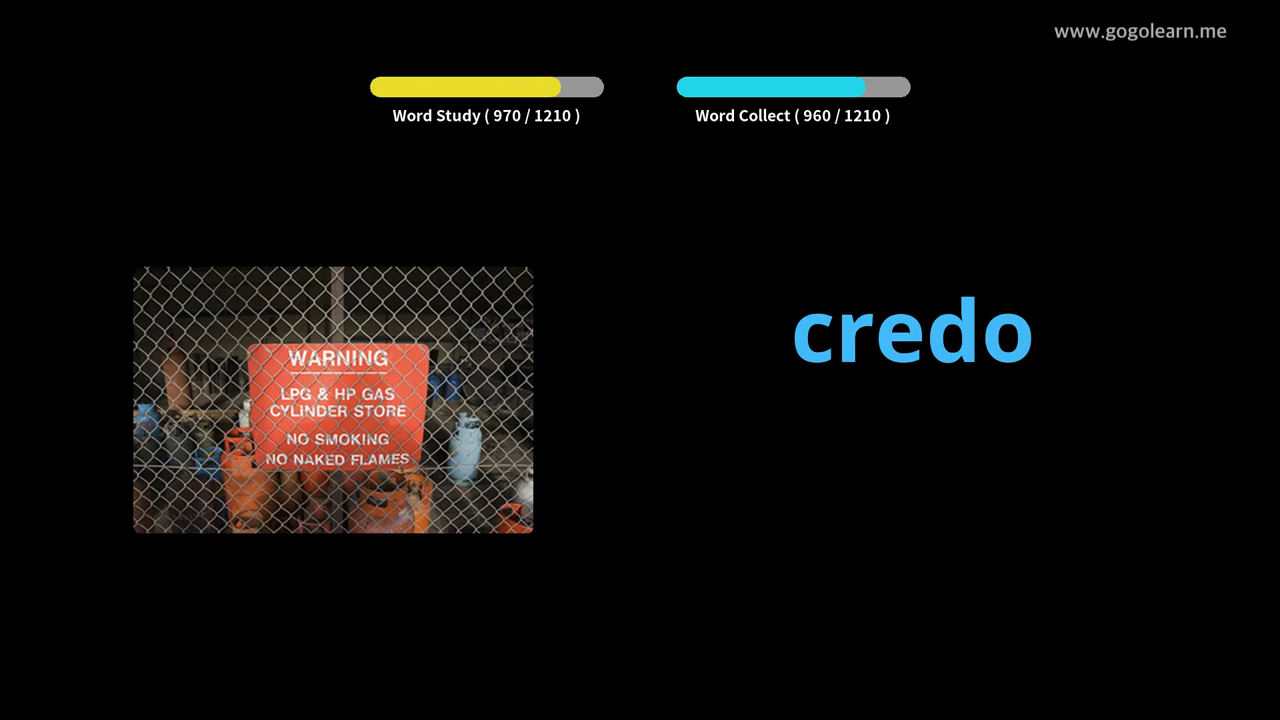 www.gogolearn.me
Word Study ( 970 / 1210 )
Word Collect ( 960 / 1210 )
WARNING
LPG & HP GAS
CYLINDER STORE
NO SMOKING
NO NAKED FLAMES
credo